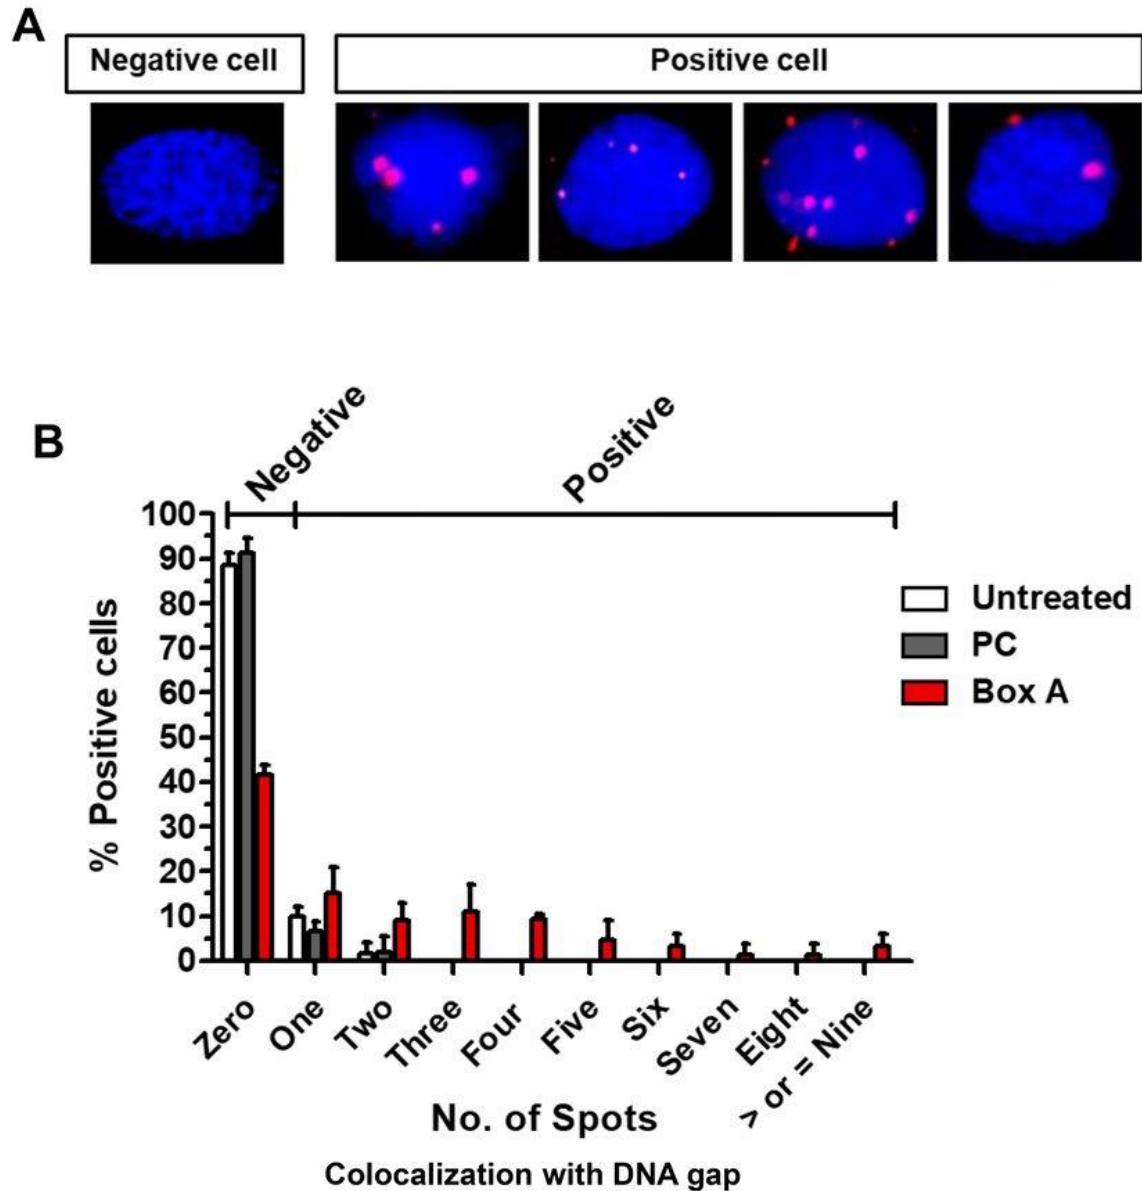 A
Negative cell
Positive cell
B
Negative
Positive
100
90
80
70
60
50
40
30
20
10
0
% Positive cells
Untreated
PC
Box A
Zero
One
Two
Three
Four
Five
Six
Seven
Eight
> or = Nine
No. of Spots
Colocalization with DNA gap